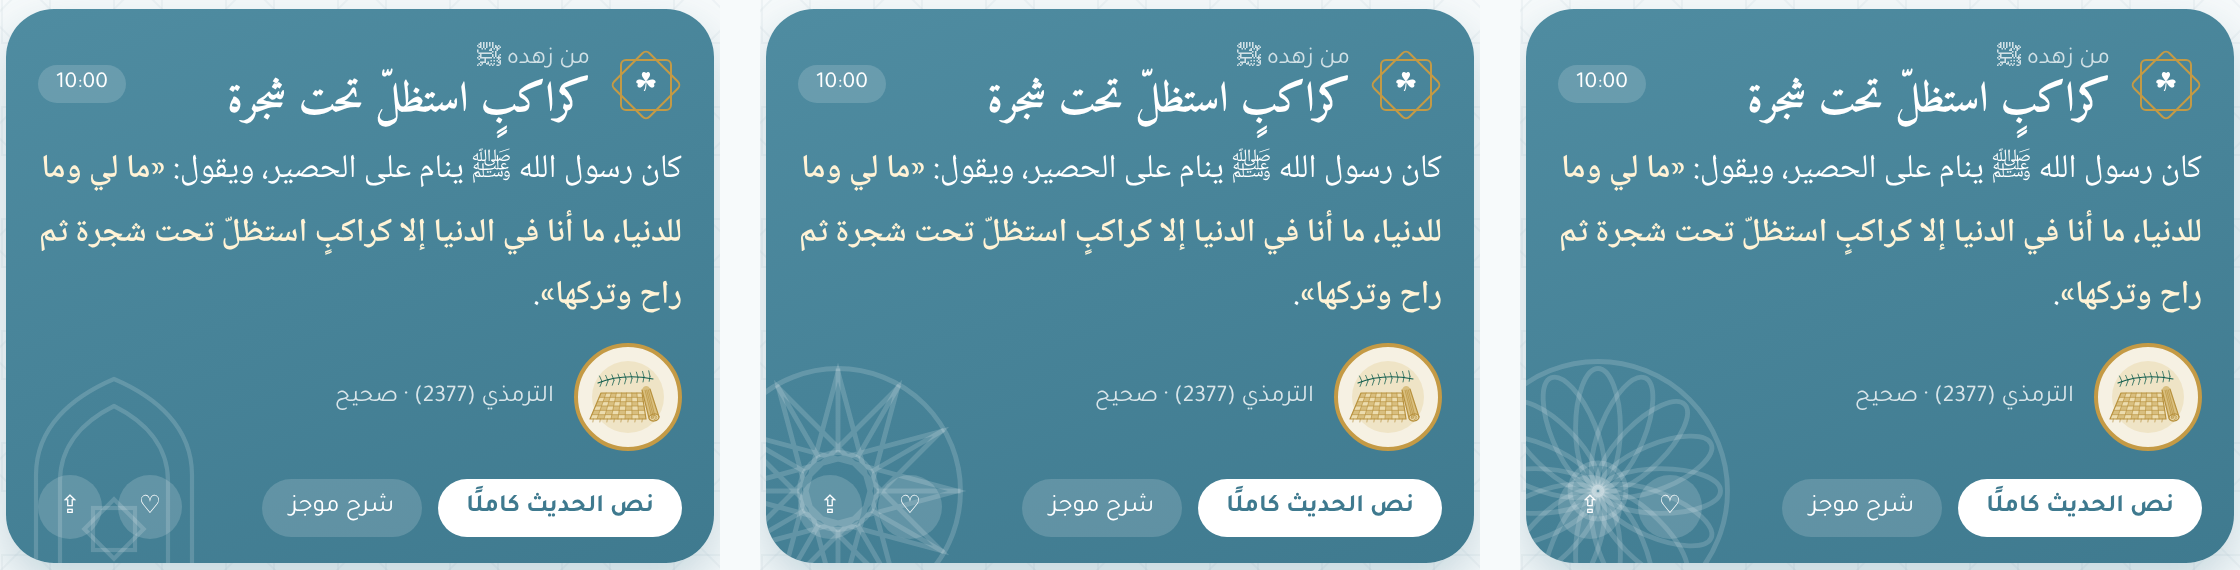 من زهده ﷺ
كراكبٍ استظلّ تحت شجرة
10:00
كان رسول الله ﷺ ينام على الحصير، ويقول: «ما لي وما
للدنيا، ما أنا في الدنيا إلا كراكبٍ استظلّ تحت شجرة ثم
راح وتركها».
الترمذي (2377) · صحيح
نص الحديث كاملًا
شرح موجز
من زهده ﷺ
كراكبٍ استظلّ تحت شجرة
10:00
كان رسول الله ﷺ ينام على الحصير، ويقول: «ما لي وما
للدنيا، ما أنا في الدنيا إلا كراكبٍ استظلّ تحت شجرة ثم
راح وتركها».
الترمذي (2377) · صحيح
نص الحديث كاملًا
شرح موجز
من زهده ﷺ
كراكبٍ استظلّ تحت شجرة
10:00
كان رسول الله ﷺ ينام على الحصير، ويقول: «ما لي وما
للدنيا، ما أنا في الدنيا إلا كراكبٍ استظلّ تحت شجرة ثم
راح وتركها».
الترمذي (2377) · صحيح
نص الحديث كاملًا
شرح موجز